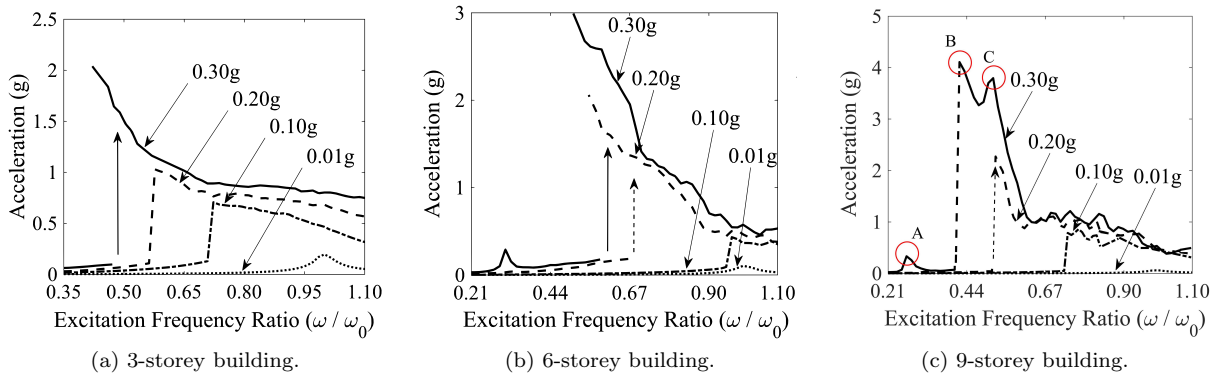 2.5
2
1.5
1
0.5
0
Acceleration (g)
0.30g
0.20g
0.10g
0.01g
0.35 0.50 0.65 0.80 0.95 1.10
Excitation Frequency Ratio (ω / ω0)
(a) 3-storey building.
3
2
1
0
Acceleration (g)
0.30g
0.20g
0.10g
0.01g
0.21 0.44 0.67 0.90 1.10
Excitation Frequency Ratio (ω / ω0)
(b) 6-storey building.
5
4
3
2
1
0
Acceleration (g)
A
B
C
0.30g
0.20g
0.10g
0.01g
0.21 0.44 0.67 0.90 1.10
Excitation Frequency Ratio (ω / ω0)
(c) 9-storey building.